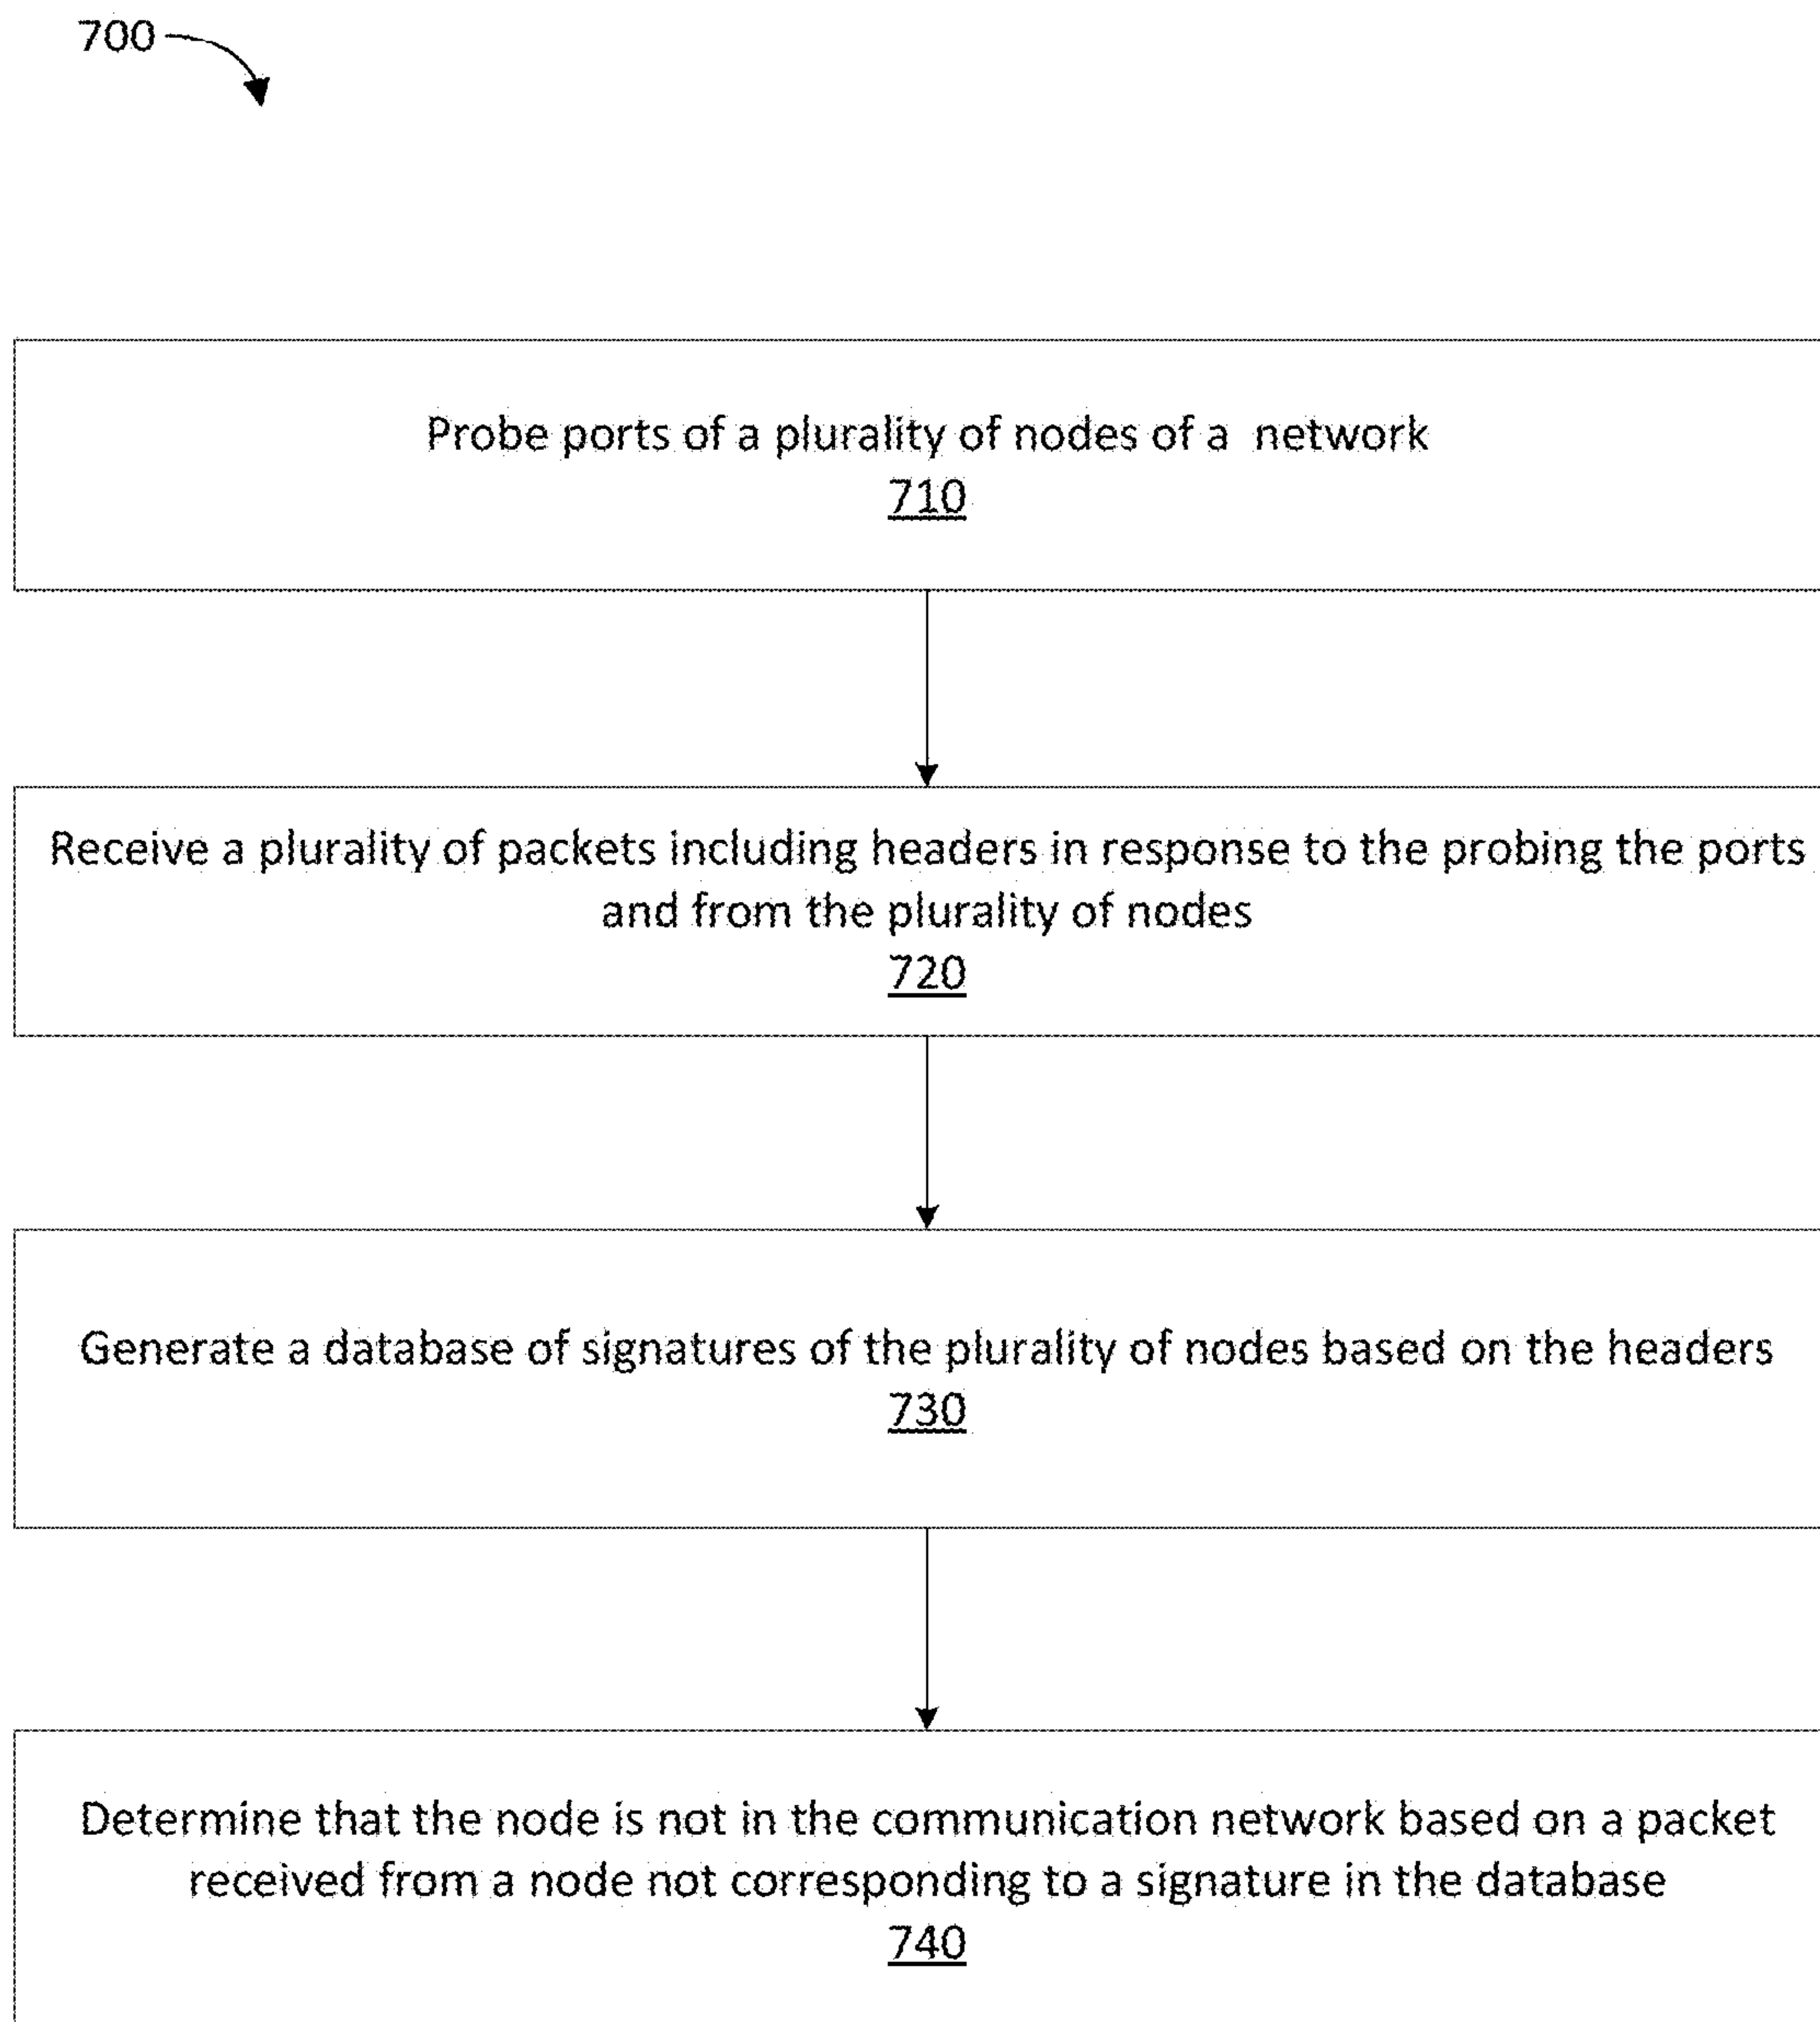 700
Probe ports of a plurality of nodes of a network
710
Receive a plurality of packets including headers in response to the probing the ports
and from the plurality of nodes
720
Generate a database of signatures of the plurality of nodes based on the headers
730
Determine that the node is not in the communication network based on a packet
received from a node not corresponding to a signature in the database
740